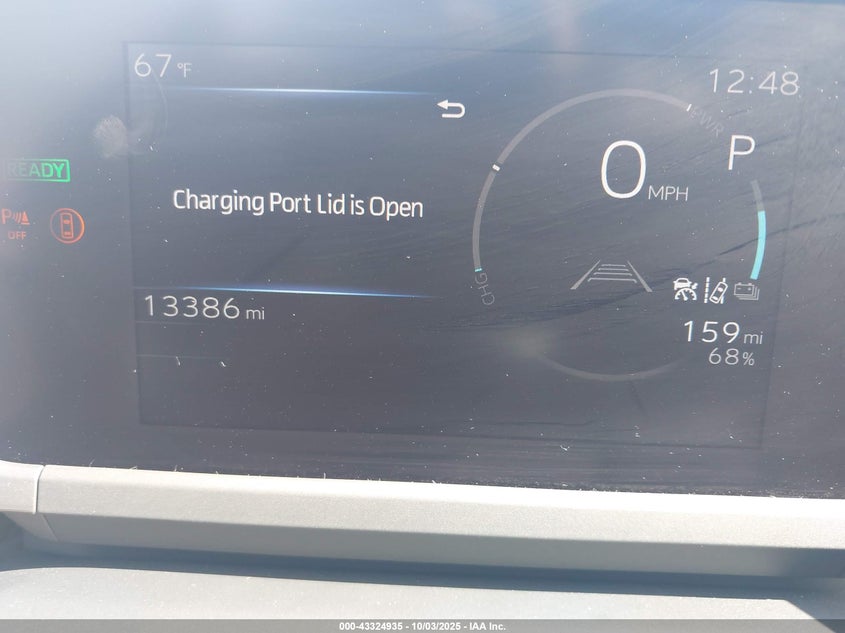 67 °F
12:48
READY
PWR
P
0 MPH
P
OFF
Charging Port Lid is Open
CHG
13386 mi
159 mi
68%
000-43324935 - 10/03/2025 - IAA Inc.